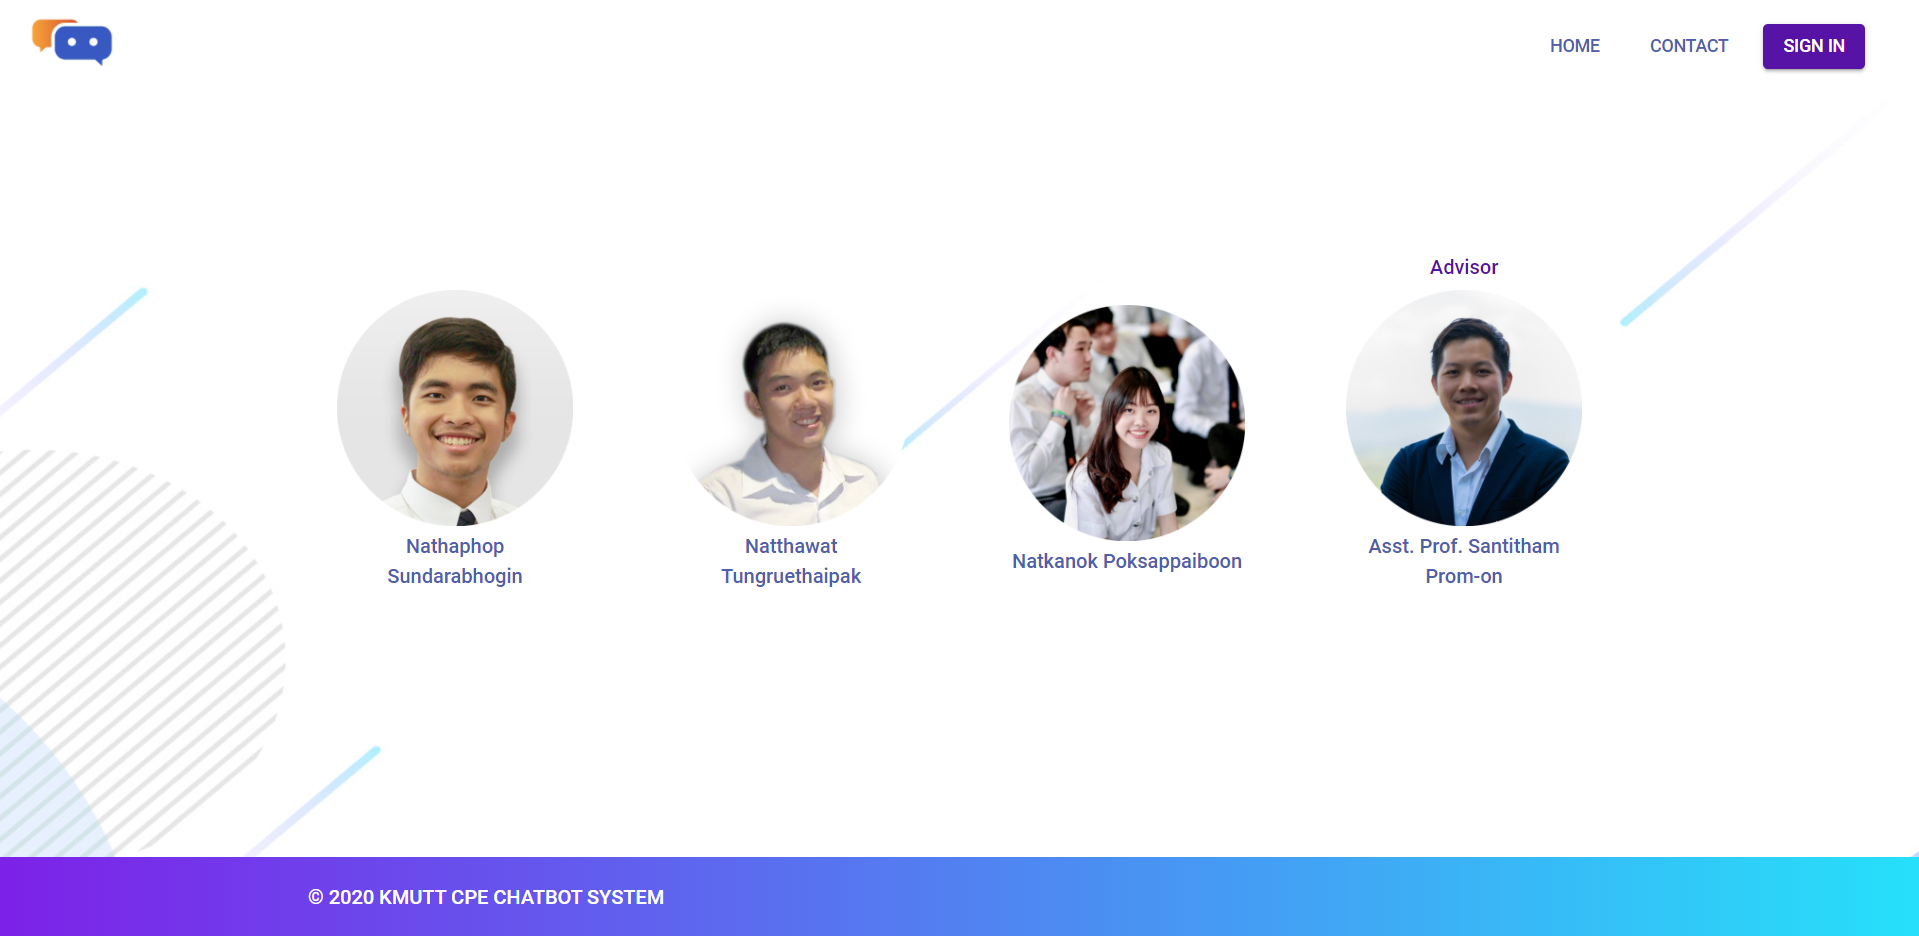 HOME CONTACT SIGN IN
Advisor
Nathaphop
Sundarabhogin
Natthawat
Tungruethaipak
Natkanok Poksappaiboon
Asst. Prof. Santitham
Prom-on
© 2020 KMUTT CPE CHATBOT SYSTEM